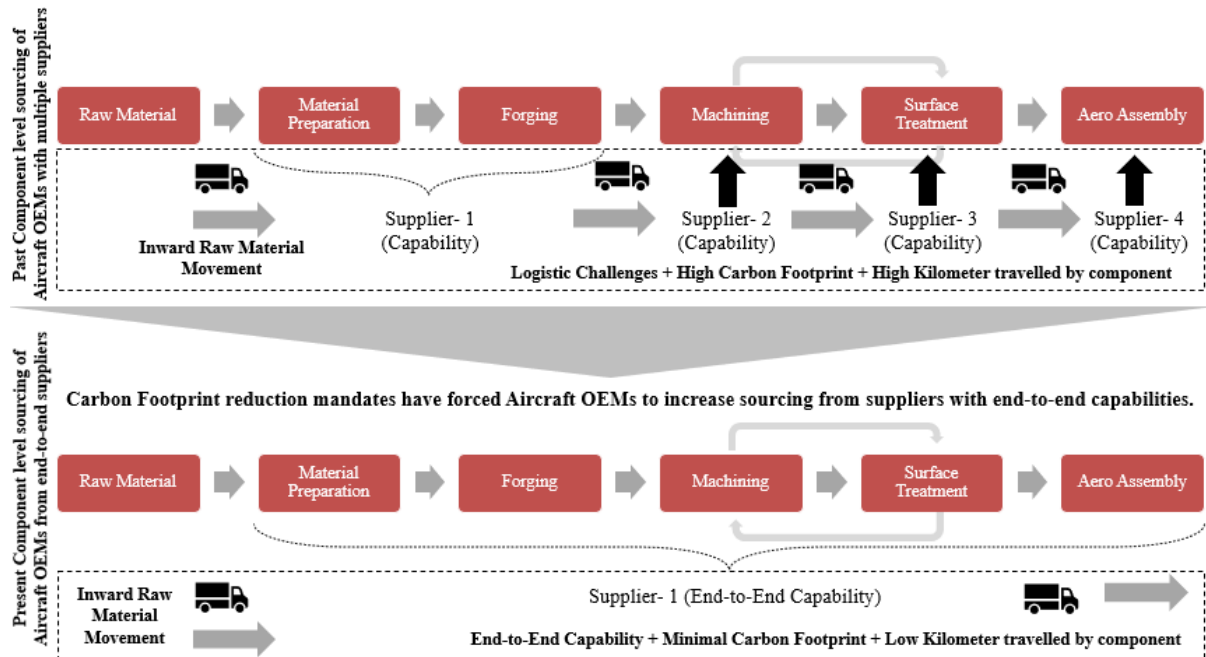 Past Component level sourcing of
Aircraft OEMs with multiple suppliers
Raw Material
Material
Preparation
Forging
Machining
Surface
Treatment
Aero Assembly
Inward Raw Material
Movement
Supplier- 1
(Capability)
Supplier- 2
(Capability)
Supplier- 3
(Capability)
Supplier- 4
(Capability)
Logistic Challenges + High Carbon Footprint + High Kilometer travelled by component
Carbon Footprint reduction mandates have forced Aircraft OEMs to increase sourcing from suppliers with end-to-end capabilities.
Present Component level sourcing of
Aircraft OEMs from end-to-end suppliers
Raw Material
Material
Preparation
Forging
Machining
Surface
Treatment
Aero Assembly
Inward Raw
Material
Movement
Supplier- 1 (End-to-End Capability)
End-to-End Capability + Minimal Carbon Footprint + Low Kilometer travelled by component